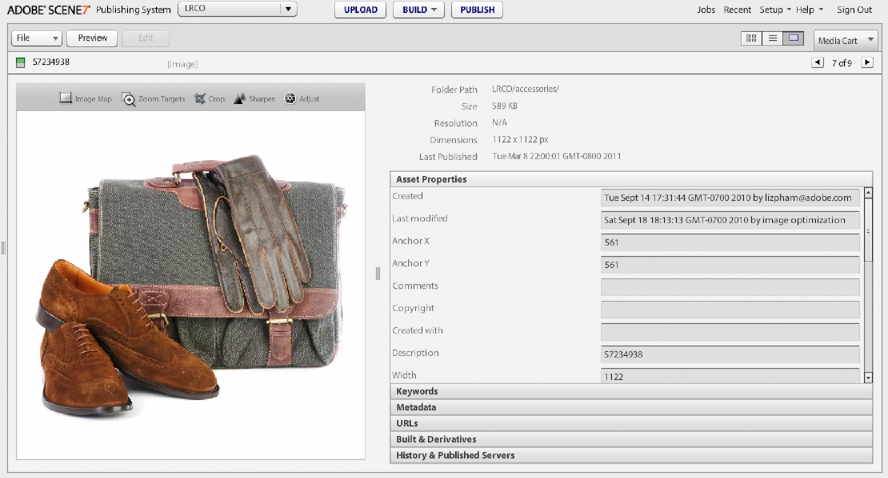 ADOBE® SCENE7™ Publishing System LRCO UPLOAD BUILD PUBLISH Jobs Recent Setup Help Sign Out
File Preview Edit Media Cart
S7234938 [Image] 7 of 9
Image Map Zoom Targets Crop Sharpen Adjust
Folder Path LRCO/accessories/
Size 589 KB
Resolution N/A
Dimensions 1122 x 1122 px
Last Published Tue Mar 8 22:00:01 GMT-0800 2011
Asset Properties
Created Tue Sept 14 17:31:44 GMT-0700 2010 by lizpham@adobe.com
Last modified Sat Sept 18 18:13:13 GMT-0700 2010 by image optimization
Anchor X 561
Anchor Y 561
Comments
Copyright
Created with
Description S7234938
Width 1122
Keywords
Metadata
URLs
Built & Derivatives
History & Published Servers